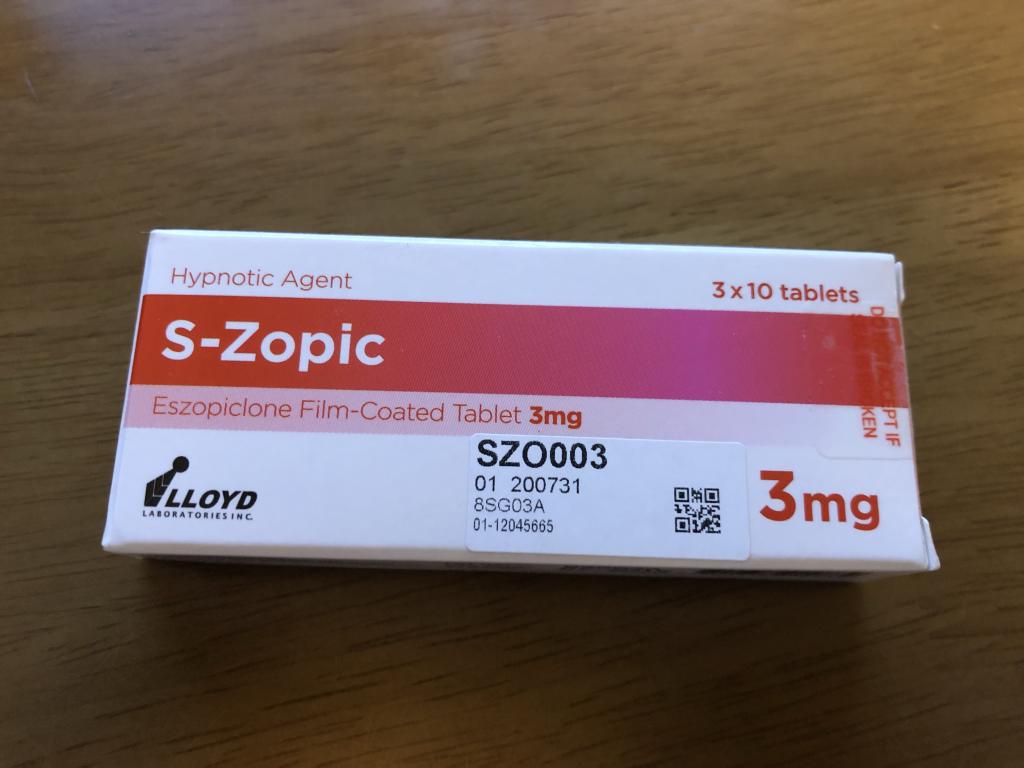 Hypnotic Agent
3 x 10 tablets
S-Zopic
Eszopiclone Film-Coated Tablet 3mg
LLOYD
LABORATORIES INC.
SZO003
01 200731
8SG03A
01-12045665
3mg
IF